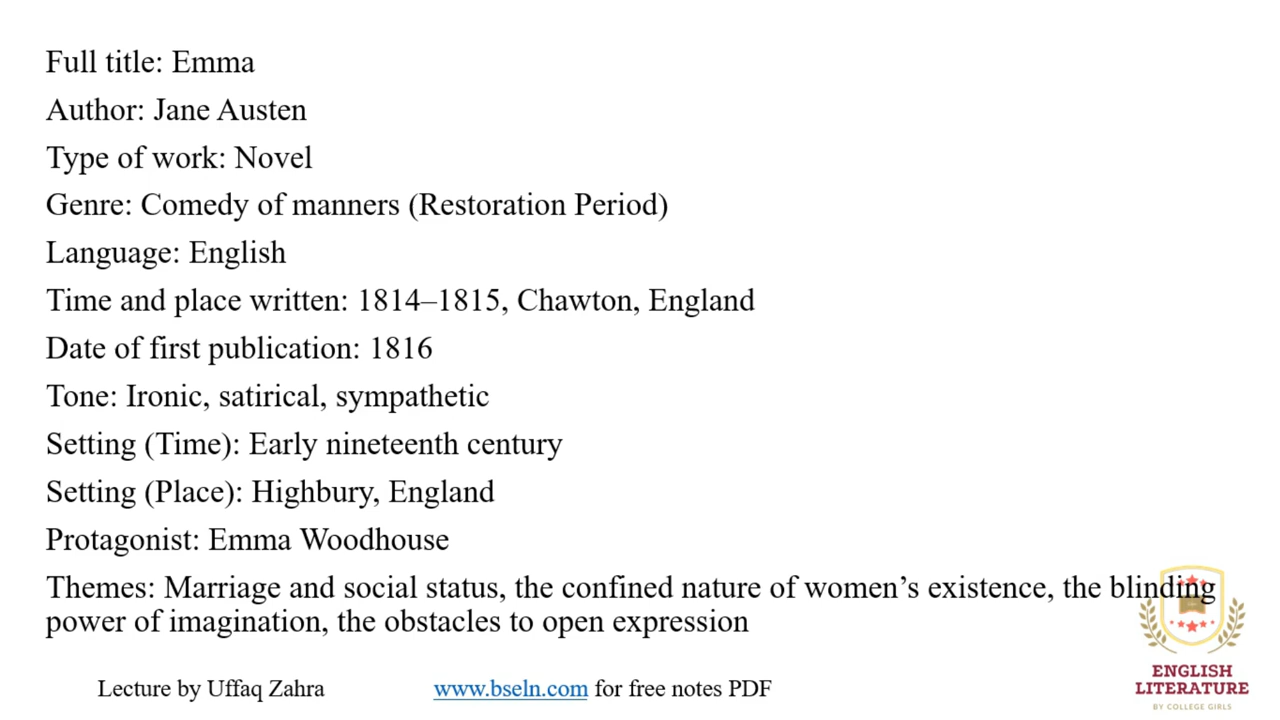 Full title: Emma
Author: Jane Austen
Type of work: Novel
Genre: Comedy of manners (Restoration Period)
Language: English
Time and place written: 1814–1815, Chawton, England
Date of first publication: 1816
Tone: Ironic, satirical, sympathetic
Setting (Time): Early nineteenth century
Setting (Place): Highbury, England
Protagonist: Emma Woodhouse
Themes: Marriage and social status, the confined nature of women’s existence, the blinding
power of imagination, the obstacles to open expression
Lecture by Uffaq Zahra www.bseln.com for free notes PDF
ENGLISH
LITERATURE
BY COLLEGE GIRLS